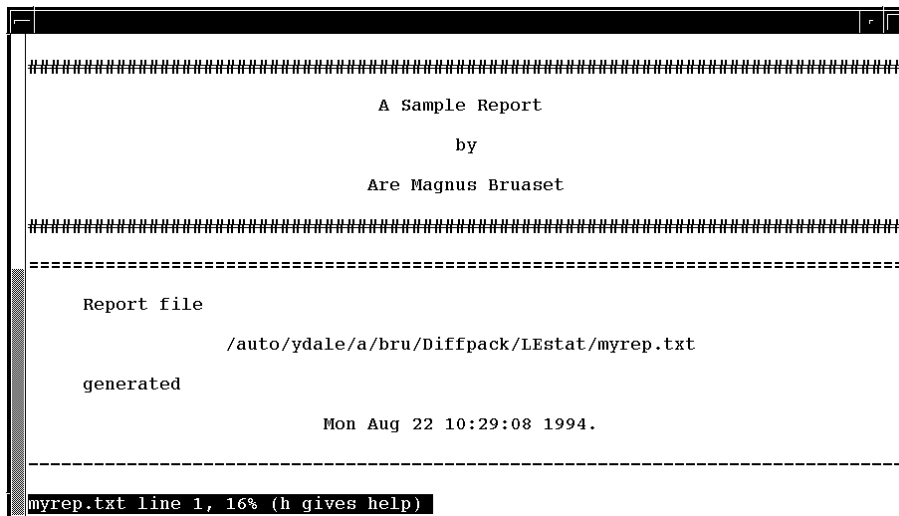 ################################################################################
A Sample Report
by
Are Magnus Bruaset
################################################################################
================================================================================
Report file
/auto/ydale/a/bru/Diffpack/LEstat/myrep.txt
generated
Mon Aug 22 10:29:08 1994.
--------------------------------------------------------------------------------
myrep.txt line 1, 16% (h gives help)